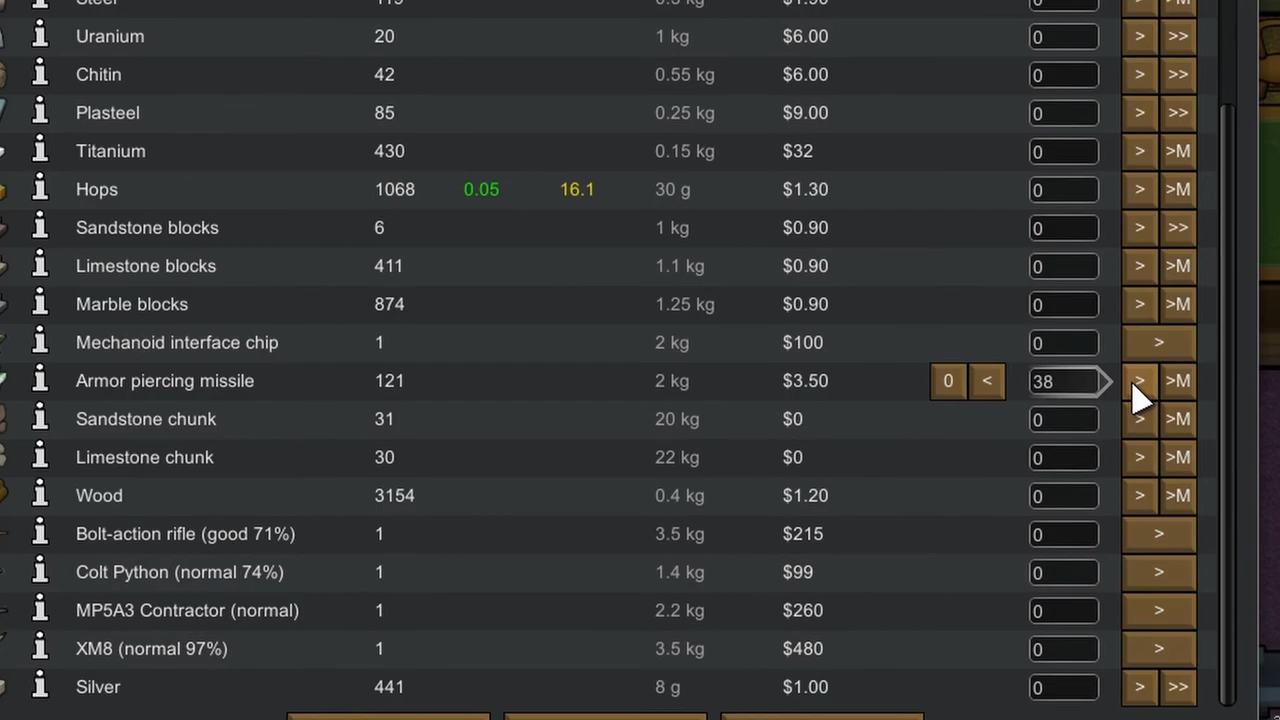 Steel 0.5 kg $1.90 0 > >M
Uranium 20 1 kg $6.00 0 > >>
Chitin 42 0.55 kg $6.00 0 > >>
Plasteel 85 0.25 kg $9.00 0 > >>
Titanium 430 0.15 kg $32 0 > >M
Hops 1068 0.05 16.1 30 g $1.30 0 > >M
Sandstone blocks 6 1 kg $0.90 0 > >>
Limestone blocks 411 1.1 kg $0.90 0 > >M
Marble blocks 874 1.25 kg $0.90 0 > >M
Mechanoid interface chip 1 2 kg $100 0 >
Armor piercing missile 121 2 kg $3.50 0 < 38 > >M
Sandstone chunk 31 20 kg $0 0 > >M
Limestone chunk 30 22 kg $0 0 > >M
Wood 3154 0.4 kg $1.20 0 > >M
Bolt-action rifle (good 71%) 1 3.5 kg $215 0 >
Colt Python (normal 74%) 1 1.4 kg $99 0 >
MP5A3 Contractor (normal) 1 2.2 kg $260 0 >
XM8 (normal 97%) 1 3.5 kg $480 0 >
Silver 441 8 g $1.00 0 > >>